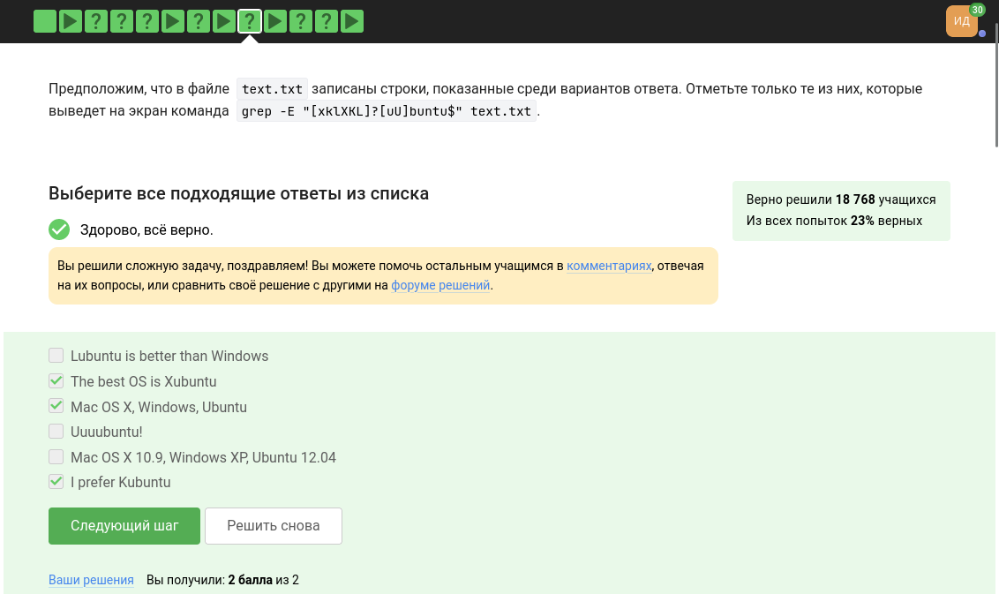 ? ? ? ? ? ? ?
ИД 30
Предположим, что в файле text.txt записаны строки, показанные среди вариантов ответа. Отметьте только те из них, которые
выведет на экран команда grep -E "[xklXKL]?[uU]buntu$" text.txt.
Выберите все подходящие ответы из списка
Верно решили 18 768 учащихся
Из всех попыток 23% верных
Здорово, всё верно.
Вы решили сложную задачу, поздравляем! Вы можете помочь остальным учащимся в комментариях, отвечая
на их вопросы, или сравнить своё решение с другими на форуме решений.
Lubuntu is better than Windows
The best OS is Xubuntu
Mac OS X, Windows, Ubuntu
Uuuubuntu!
Mac OS X 10.9, Windows XP, Ubuntu 12.04
I prefer Kubuntu
Следующий шаг Решить снова
Ваши решения Вы получили: 2 балла из 2